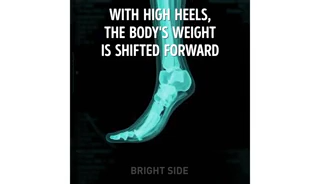 WITH HIGH HEELS,
THE BODY'S WEIGHT
IS SHIFTED FORWARD
BRIGHT SIDE